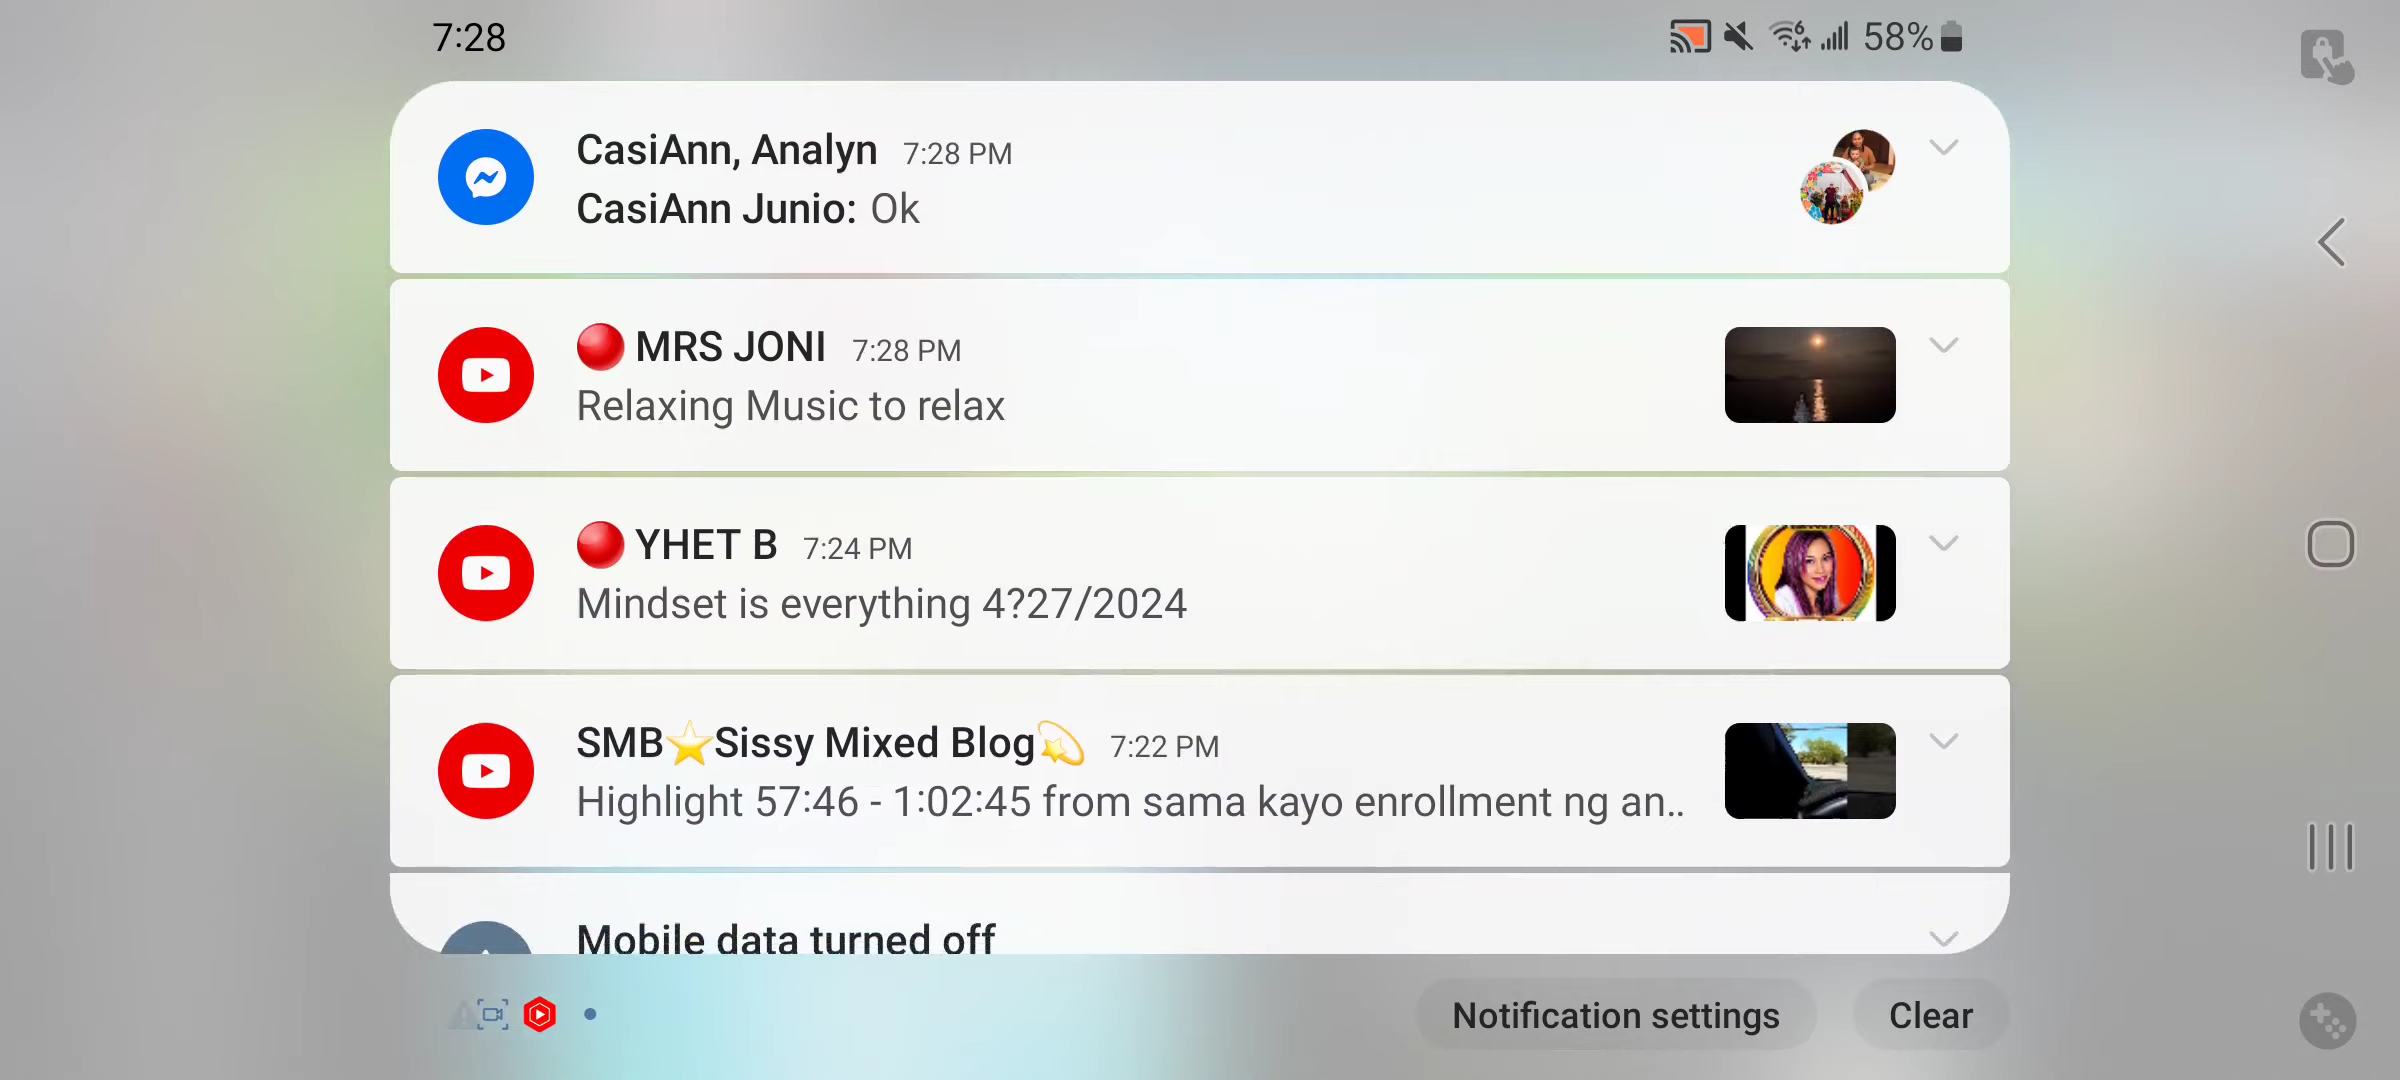 7:28
58%
CasiAnn, Analyn 7:28 PM
CasiAnn Junio: Ok
🔴 MRS JONI 7:28 PM
Relaxing Music to relax
🔴 YHET B 7:24 PM
Mindset is everything 4?27/2024
SMB⭐Sissy Mixed Blog💫 7:22 PM
Highlight 57:46 - 1:02:45 from sama kayo enrollment ng an..
Mobile data turned off
Notification settings
Clear